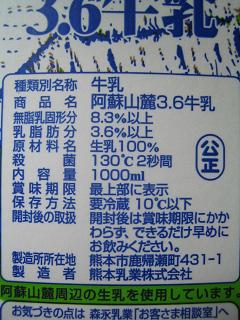 3.6牛乳
種類別名称 牛乳
商品名 阿蘇山麓3.6牛乳
無脂乳固形分 8.3%以上
乳脂肪分 3.6%以上
原材料名 生乳100%
殺菌 130℃2秒間
内容量 1000ml
賞味期限 最上部に表示
保存方法 要冷蔵 10℃以下
開封後の取扱 開封後は賞味期限にかか
わらず、できるだけ早めに
お飲みください。
製造所所在地 熊本市鹿帰瀬町431-1
製造者 熊本乳業株式会社
公正
阿蘇山麓周辺の生乳を使用しています。
お気づきの点は 森永乳業「お客さま相談室」へ